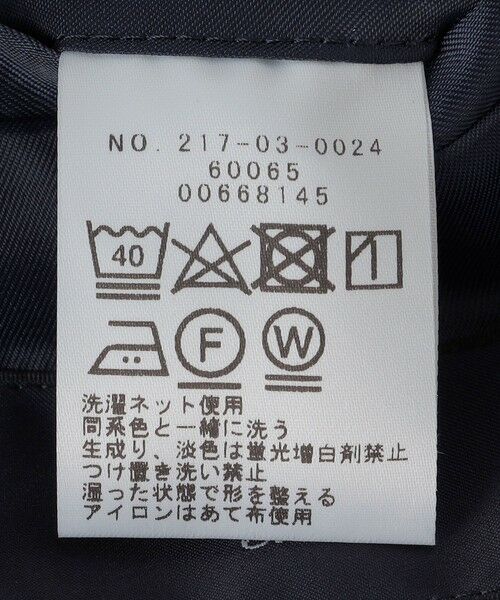 NO. 217-03-0024
60065
00668145
40
F W
洗濯ネット使用
同系色と一緒に洗う
生成り、淡色は蛍光増白剤禁止
つけ置き洗い禁止
湿った状態で形を整える
アイロンはあて布使用